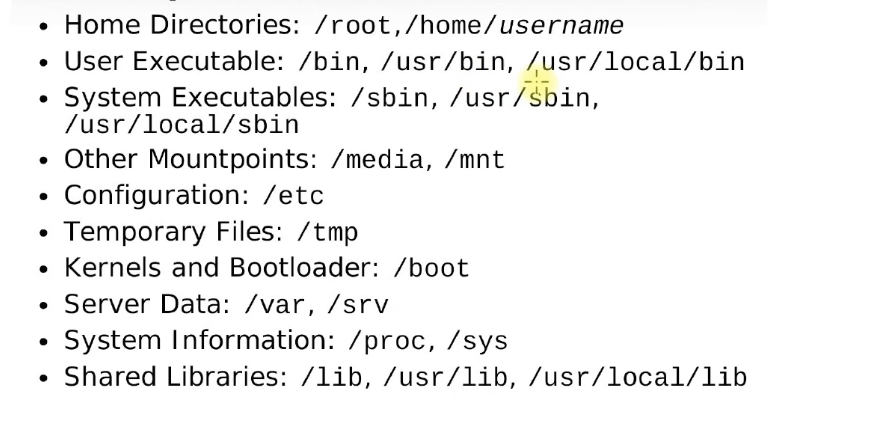 • Home Directories: /root,/home/username
• User Executable: /bin, /usr/bin, /usr/local/bin
• System Executables: /sbin, /usr/sbin,
/usr/local/sbin
• Other Mountpoints: /media, /mnt
• Configuration: /etc
• Temporary Files: /tmp
• Kernels and Bootloader: /boot
• Server Data: /var, /srv
• System Information: /proc, /sys
• Shared Libraries: /lib, /usr/lib, /usr/local/lib